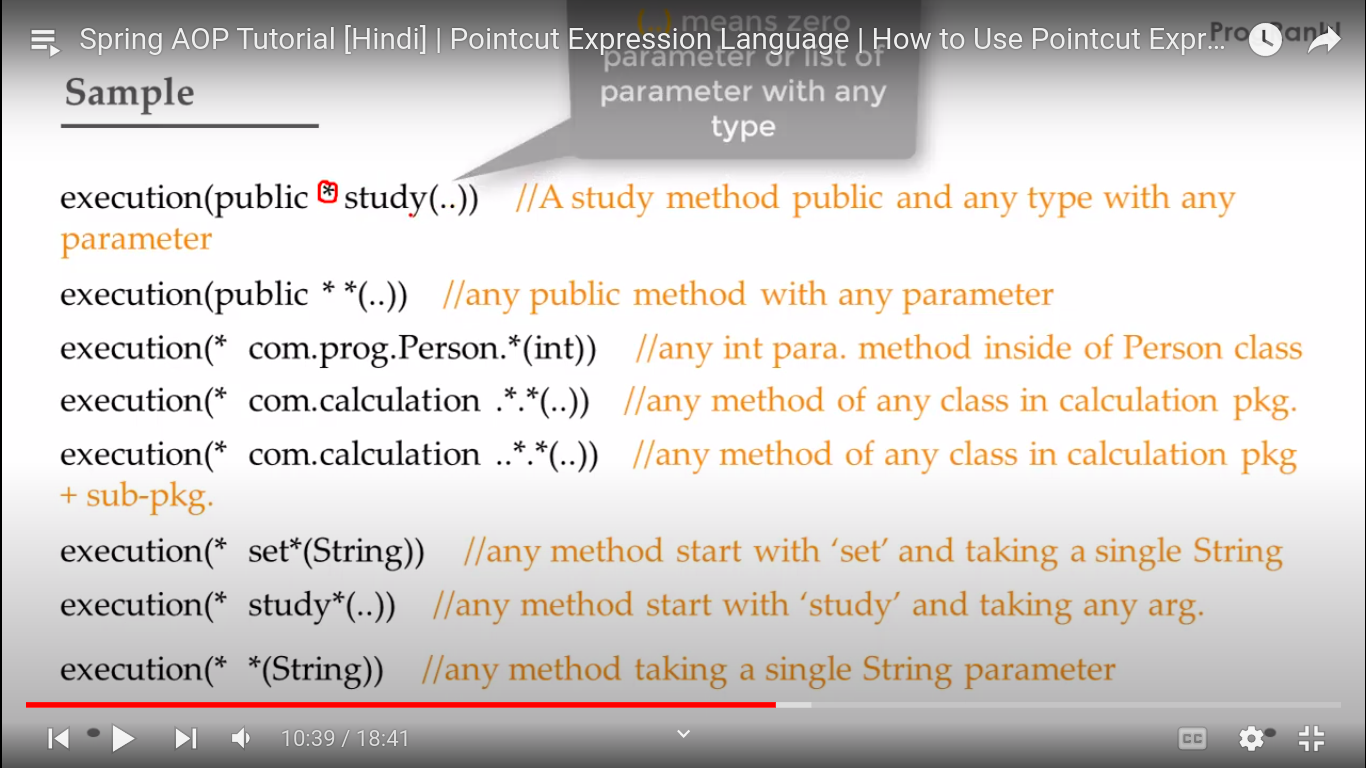 Spring AOP Tutorial [Hindi] | Pointcut Expression Language | How to Use Pointcut Expr...
(..) means zero
parameter or list of
parameter with any
type
Sample
execution(public * study(..)) //A study method public and any type with any
parameter
execution(public * *(..)) //any public method with any parameter
execution(* com.prog.Person.*(int)) //any int para. method inside of Person class
execution(* com.calculation .*.*(..)) //any method of any class in calculation pkg.
execution(* com.calculation ..*.*(..)) //any method of any class in calculation pkg
+ sub-pkg.
execution(* set*(String)) //any method start with ‘set’ and taking a single String
execution(* study*(..)) //any method start with ‘study’ and taking any arg.
execution(* *(String)) //any method taking a single String parameter
10:39 / 18:41
CC